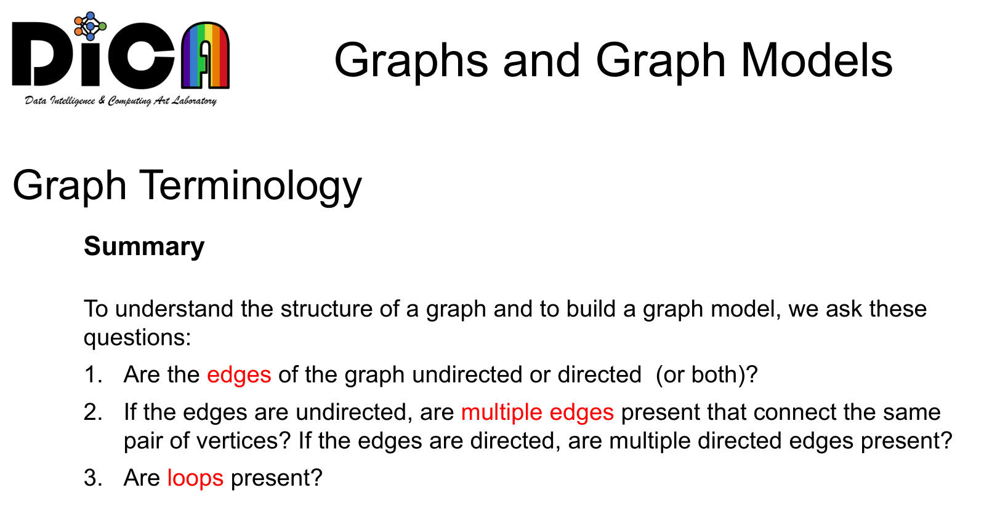 DiCA
Data Intelligence & Computing Art Laboratory
Graphs and Graph Models
Graph Terminology
Summary
To understand the structure of a graph and to build a graph model, we ask these
questions:
1. Are the edges of the graph undirected or directed  (or both)?
2. If the edges are undirected, are multiple edges present that connect the same
pair of vertices? If the edges are directed, are multiple directed edges present?
3. Are loops present?